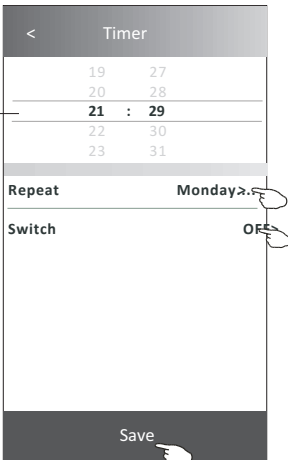 < Timer
19 27
20 28
21 : 29
22 30
23 31
Repeat Monday>..
Switch OFF>
Save